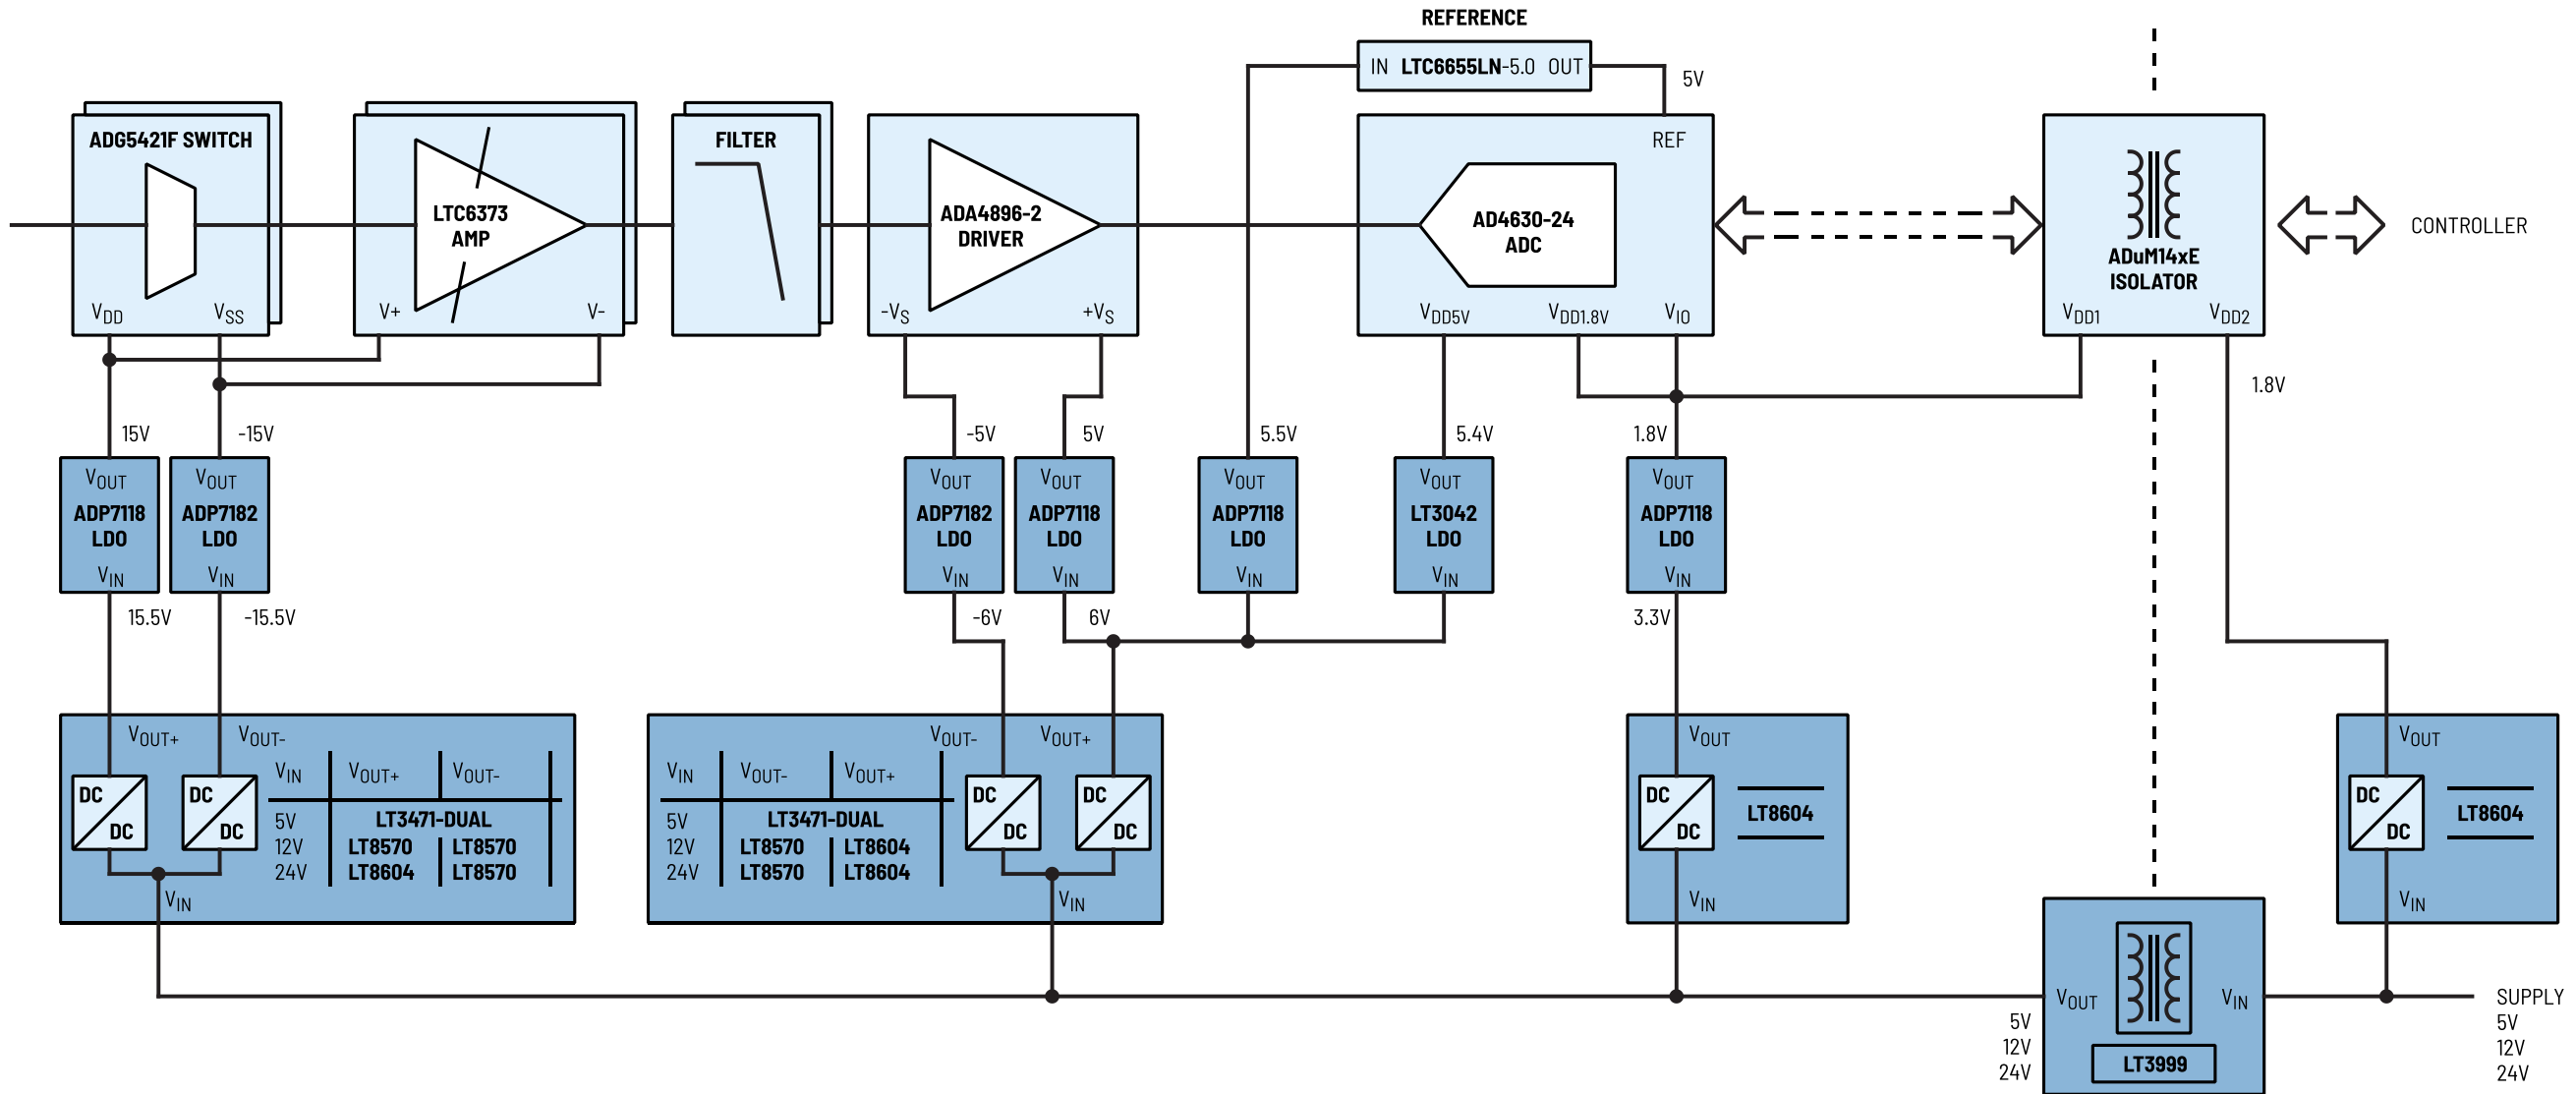 REFERENCE
IN LTC6655LN-5.0 OUT
5V
ADG5421F SWITCH
VDD
VSS
LTC6373
AMP
V+
V-
FILTER
ADA4896-2
DRIVER
-VS
+VS
REF
AD4630-24
ADC
VDD5V
VDD1.8V
VIO
ADuM14xE
ISOLATOR
VDD1
VDD2
CONTROLLER
1.8V
15V
-15V
-5V
5V
5.5V
5.4V
1.8V
VOUT
ADP7118
LDO
VIN
VOUT
ADP7182
LDO
VIN
VOUT
ADP7182
LDO
VIN
VOUT
ADP7118
LDO
VIN
VOUT
ADP7118
LDO
VIN
VOUT
LT3042
LDO
VIN
VOUT
ADP7118
LDO
VIN
15.5V
-15.5V
-6V
6V
3.3V
VOUT+
VOUT-
DC
DC
DC
DC
VIN
VIN VOUT+ VOUT-
5V LT3471-DUAL
12V LT8570 LT8570
24V LT8604 LT8570
VOUT-
VOUT+
VIN VOUT- VOUT+
5V LT3471-DUAL
12V LT8570 LT8604
24V LT8570 LT8604
DC
DC
DC
DC
VIN
VOUT
DC
DC
LT8604
VIN
VOUT
DC
DC
LT8604
VIN
VOUT
VIN
LT3999
5V
12V
24V
SUPPLY
5V
12V
24V